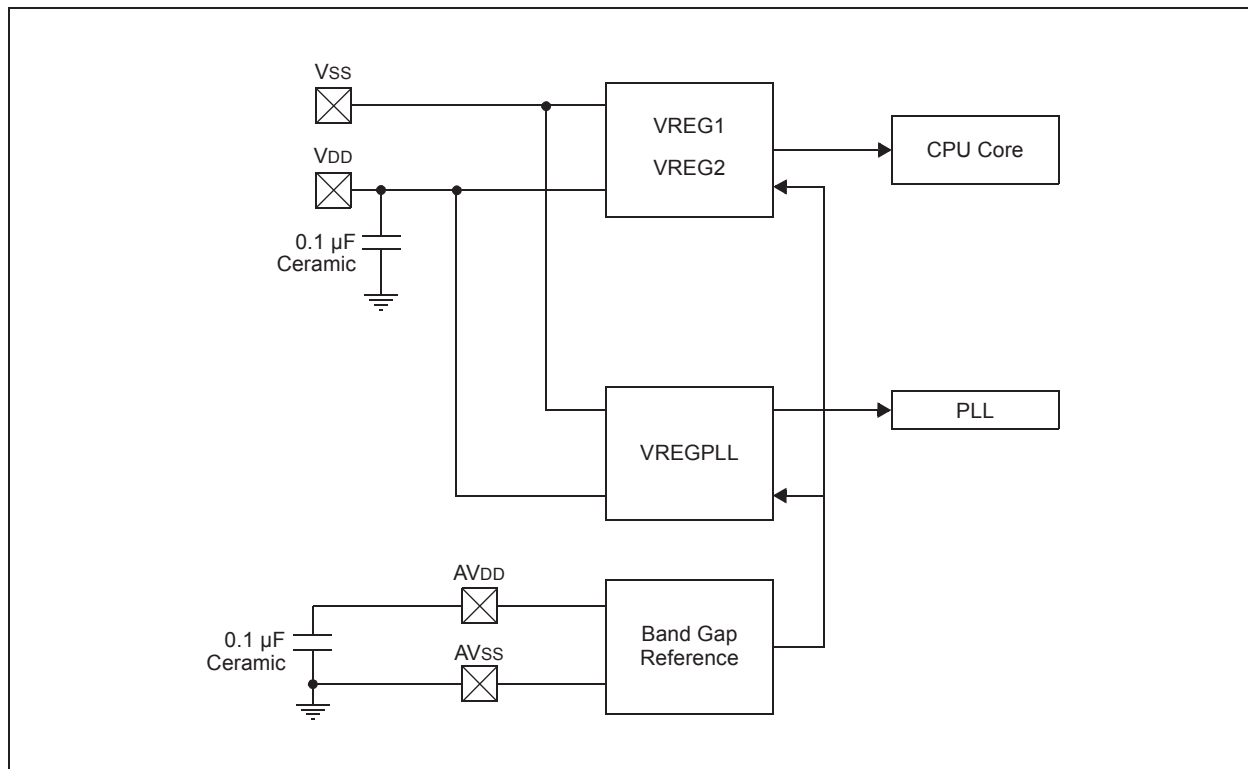 VSS
VREG1
VREG2
CPU Core
VDD
0.1 µF
Ceramic
VREGPLL
PLL
AVDD
Band Gap
Reference
0.1 µF
Ceramic
AVSS